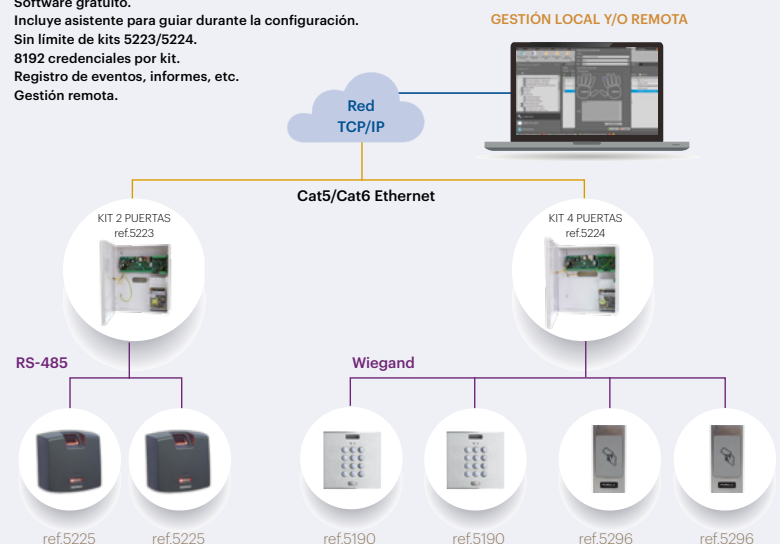 Software gratuito.
Incluye asistente para guiar durante la configuración.
Sin límite de kits 5223/5224.
8192 credenciales por kit.
Registro de eventos, informes, etc.
Gestión remota.
GESTIÓN LOCAL Y/O REMOTA
Red
TCP/IP
Cat5/Cat6 Ethernet
KIT 2 PUERTAS
ref.5223
KIT 4 PUERTAS
ref.5224
RS-485
Wiegand
ref.5225
ref.5225
ref.5190
ref.5190
ref.5296
ref.5296